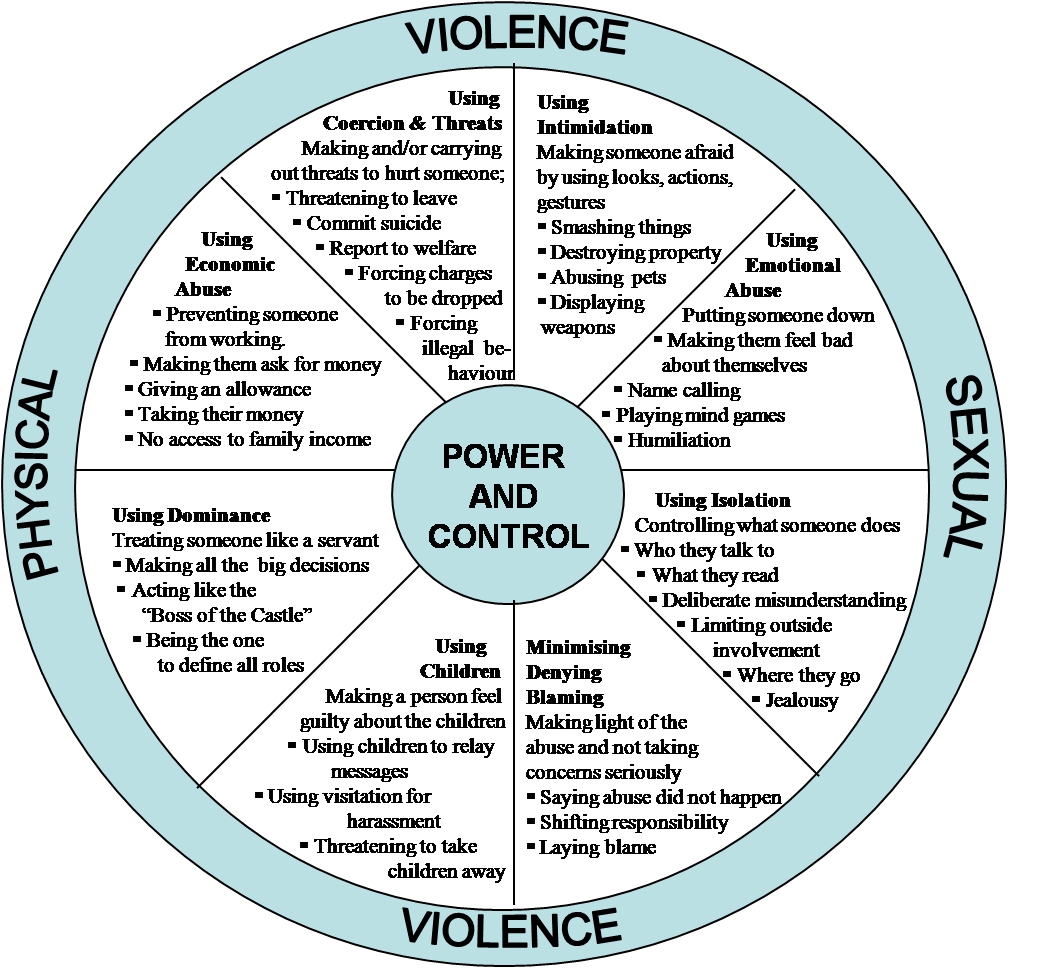 VIOLENCE
Using
Coercion & Threats
Making and/or carrying
out threats to hurt someone;
▪ Threatening to leave
▪ Commit suicide
▪ Report to welfare
▪ Forcing charges
to be dropped
▪ Forcing
illegal be-
haviour
Using
Intimidation
Making someone afraid
by using looks, actions,
gestures
▪ Smashing things
▪ Destroying property
▪ Abusing pets
▪ Displaying
weapons
Using
Emotional
Abuse
Putting someone down
▪ Making them feel bad
about themselves
▪ Name calling
▪ Playing mind games
▪ Humiliation
SEXUAL
Using Isolation
Controlling what someone does
▪ Who they talk to
▪ What they read
▪ Deliberate misunderstanding
▪ Limiting outside
involvement
▪ Where they go
▪ Jealousy
Minimising
Denying
Blaming
Making light of the
abuse and not taking
concerns seriously
▪ Saying abuse did not happen
▪ Shifting responsibility
▪ Laying blame
VIOLENCE
Using
Children
Making a person feel
guilty about the children
▪ Using children to relay
messages
▪ Using visitation for
harassment
▪ Threatening to take
children away
Using Dominance
Treating someone like a servant
▪ Making all the big decisions
▪ Acting like the
“Boss of the Castle”
▪ Being the one
to define all roles
PHYSICAL
Using
Economic
Abuse
▪ Preventing someone
from working.
▪ Making them ask for money
▪ Giving an allowance
▪ Taking their money
▪ No access to family income
POWER
AND
CONTROL